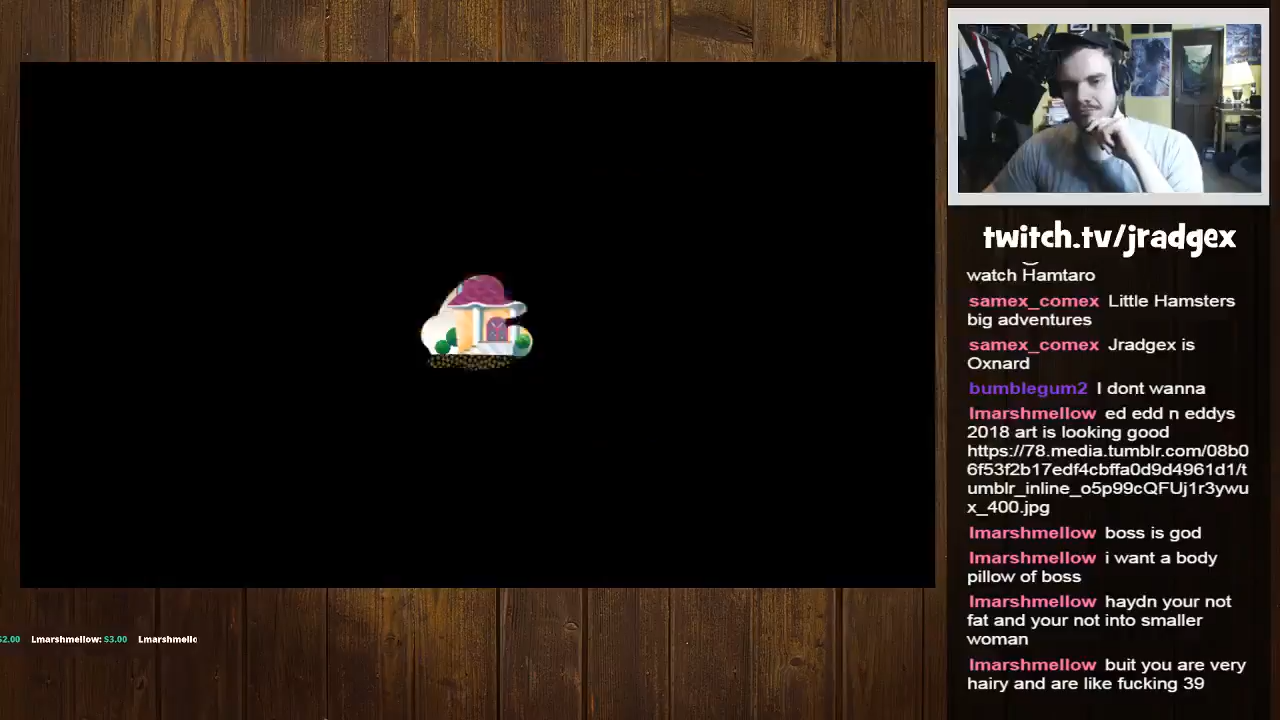 twitch.tv/jradgex
watch Hamtaro
samex_comex Little Hamsters
big adventures
samex_comex Jradgex is
Oxnard
bumblegum2 I dont wanna
lmarshmellow ed edd n eddys
2018 art is looking good
https://78.media.tumblr.com/08b0
6f53f2b17edf4cbffa0d9d4961d1/t
umblr_inline_o5p99cQFUj1r3ywu
x_400.jpg
lmarshmellow boss is god
lmarshmellow i want a body
pillow of boss
lmarshmellow haydn your not
fat and your not into smaller
woman
lmarshmellow buit you are very
hairy and are like fucking 39
$2.00 Lmarshmellow: $3.00 Lmarshmello